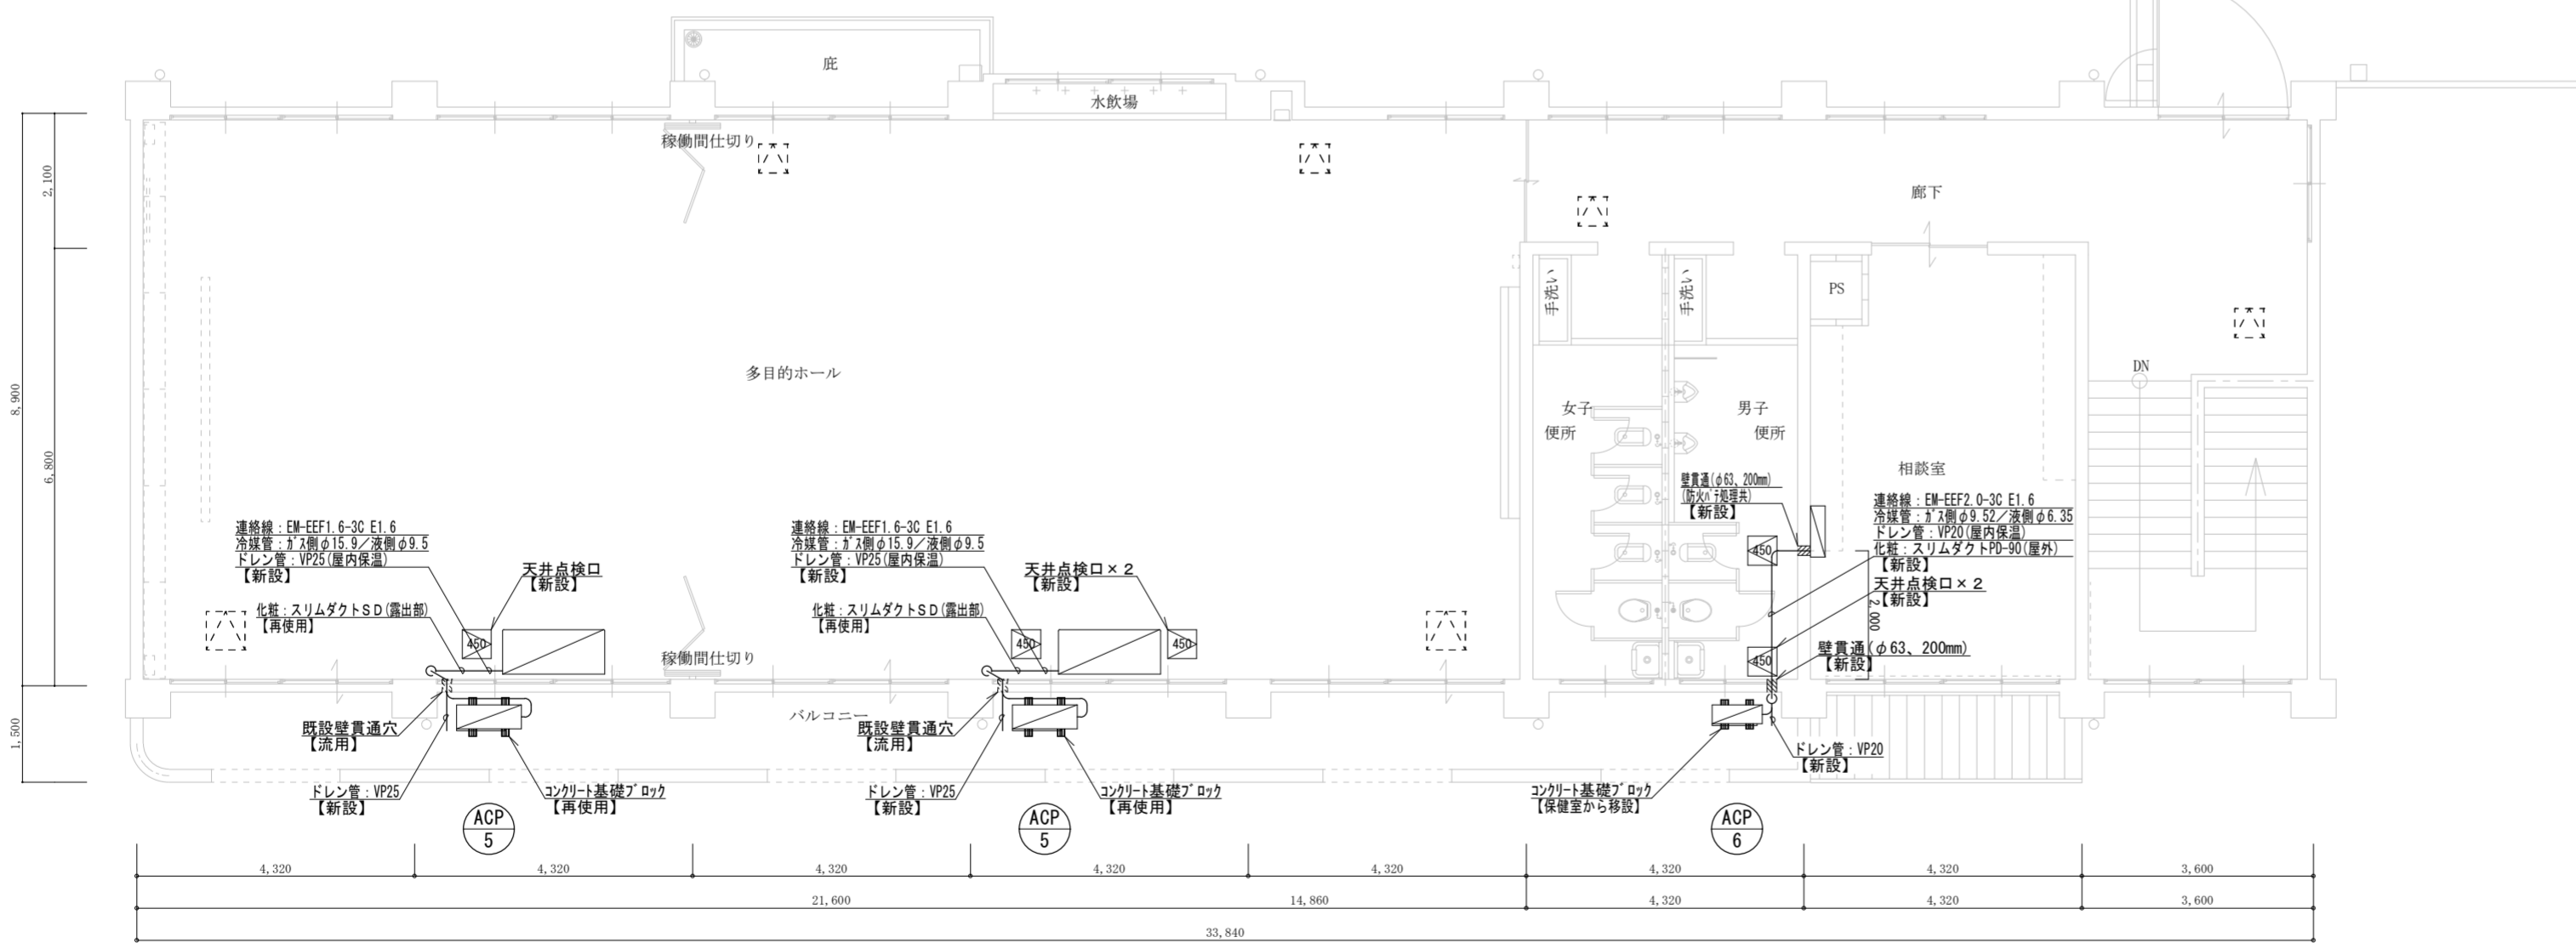 庇
水飲場
稼働間仕切り
廊下
手洗い
手洗い
PS
DN
多目的ホール
女子
便所
男子
便所
相談室
2,100
8,900
6,800
1,500
連絡線：EM-EEF1.6-3C E1.6
冷媒管：ｶﾞｽ側φ15.9／液側φ9.5
ドレン管：VP25(屋内保温)
【新設】
天井点検口
【新設】
化粧：スリムダクトＳＤ(露出部)
【再使用】
450
連絡線：EM-EEF1.6-3C E1.6
冷媒管：ｶﾞｽ側φ15.9／液側φ9.5
ドレン管：VP25(屋内保温)
【新設】
天井点検口×２
【新設】
化粧：スリムダクトＳＤ(露出部)
【再使用】
450
450
壁貫通(φ63、200mm)
(防火ﾊﾟﾃ処理共)
【新設】
450
連絡線：EM-EEF2.0-3C E1.6
冷媒管：ｶﾞｽ側φ9.52／液側φ6.35
ドレン管：VP20(屋内保温)
化粧：スリムダクトPD-90(屋外)
【新設】
天井点検口×２
【新設】
2,000
450
壁貫通(φ63、200mm)
【新設】
稼働間仕切り
バルコニー
既設壁貫通穴
【流用】
既設壁貫通穴
【流用】
ドレン管：VP20
【新設】
ドレン管：VP25
【新設】
ｺﾝｸﾘｰﾄ基礎ﾌﾞﾛｯｸ
【再使用】
ドレン管：VP25
【新設】
ｺﾝｸﾘｰﾄ基礎ﾌﾞﾛｯｸ
【再使用】
ｺﾝｸﾘｰﾄ基礎ﾌﾞﾛｯｸ
【保健室から移設】
ACP
5
ACP
5
ACP
6
4,320
4,320
4,320
4,320
4,320
4,320
4,320
3,600
21,600
14,860
4,320
4,320
3,600
33,840